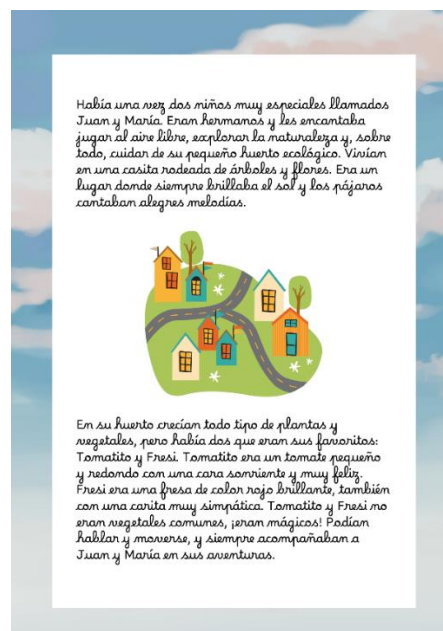 Había una vez dos niños muy especiales llamados
Juan y María. Eran hermanos y les encantaba
jugar al aire libre, explorar la naturaleza y, sobre
todo, cuidar de su pequeño huerto ecológico. Vivían
en una casita rodeada de árboles y flores. Era un
lugar donde siempre brillaba el sol y los pájaros
cantaban alegres melodías.
En su huerto crecían todo tipo de plantas y
vegetales, pero había dos que eran sus favoritos:
Tomatito y Fresi. Tomatito era un tomate pequeño
y redondo con una cara sonriente y muy feliz.
Fresi era una fresa de color rojo brillante, también
con una carita muy simpática. Tomatito y Fresi no
eran vegetales comunes, ¡eran mágicos! Podían
hablar y moverse, y siempre acompañaban a
Juan y María en sus aventuras.